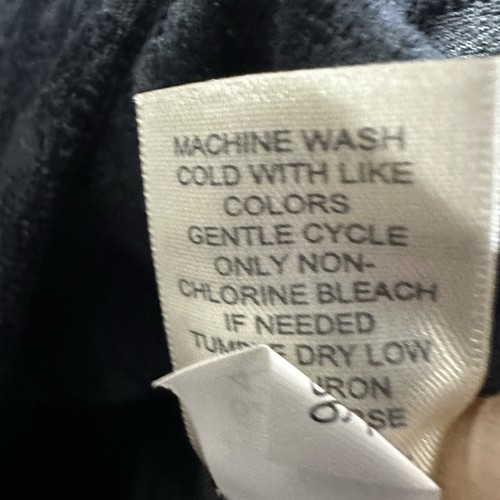 MACHINE WASH
COLD WITH LIKE
COLORS
GENTLE CYCLE
ONLY NON-
CHLORINE BLEACH
IF NEEDED
DRY LOW
IRON